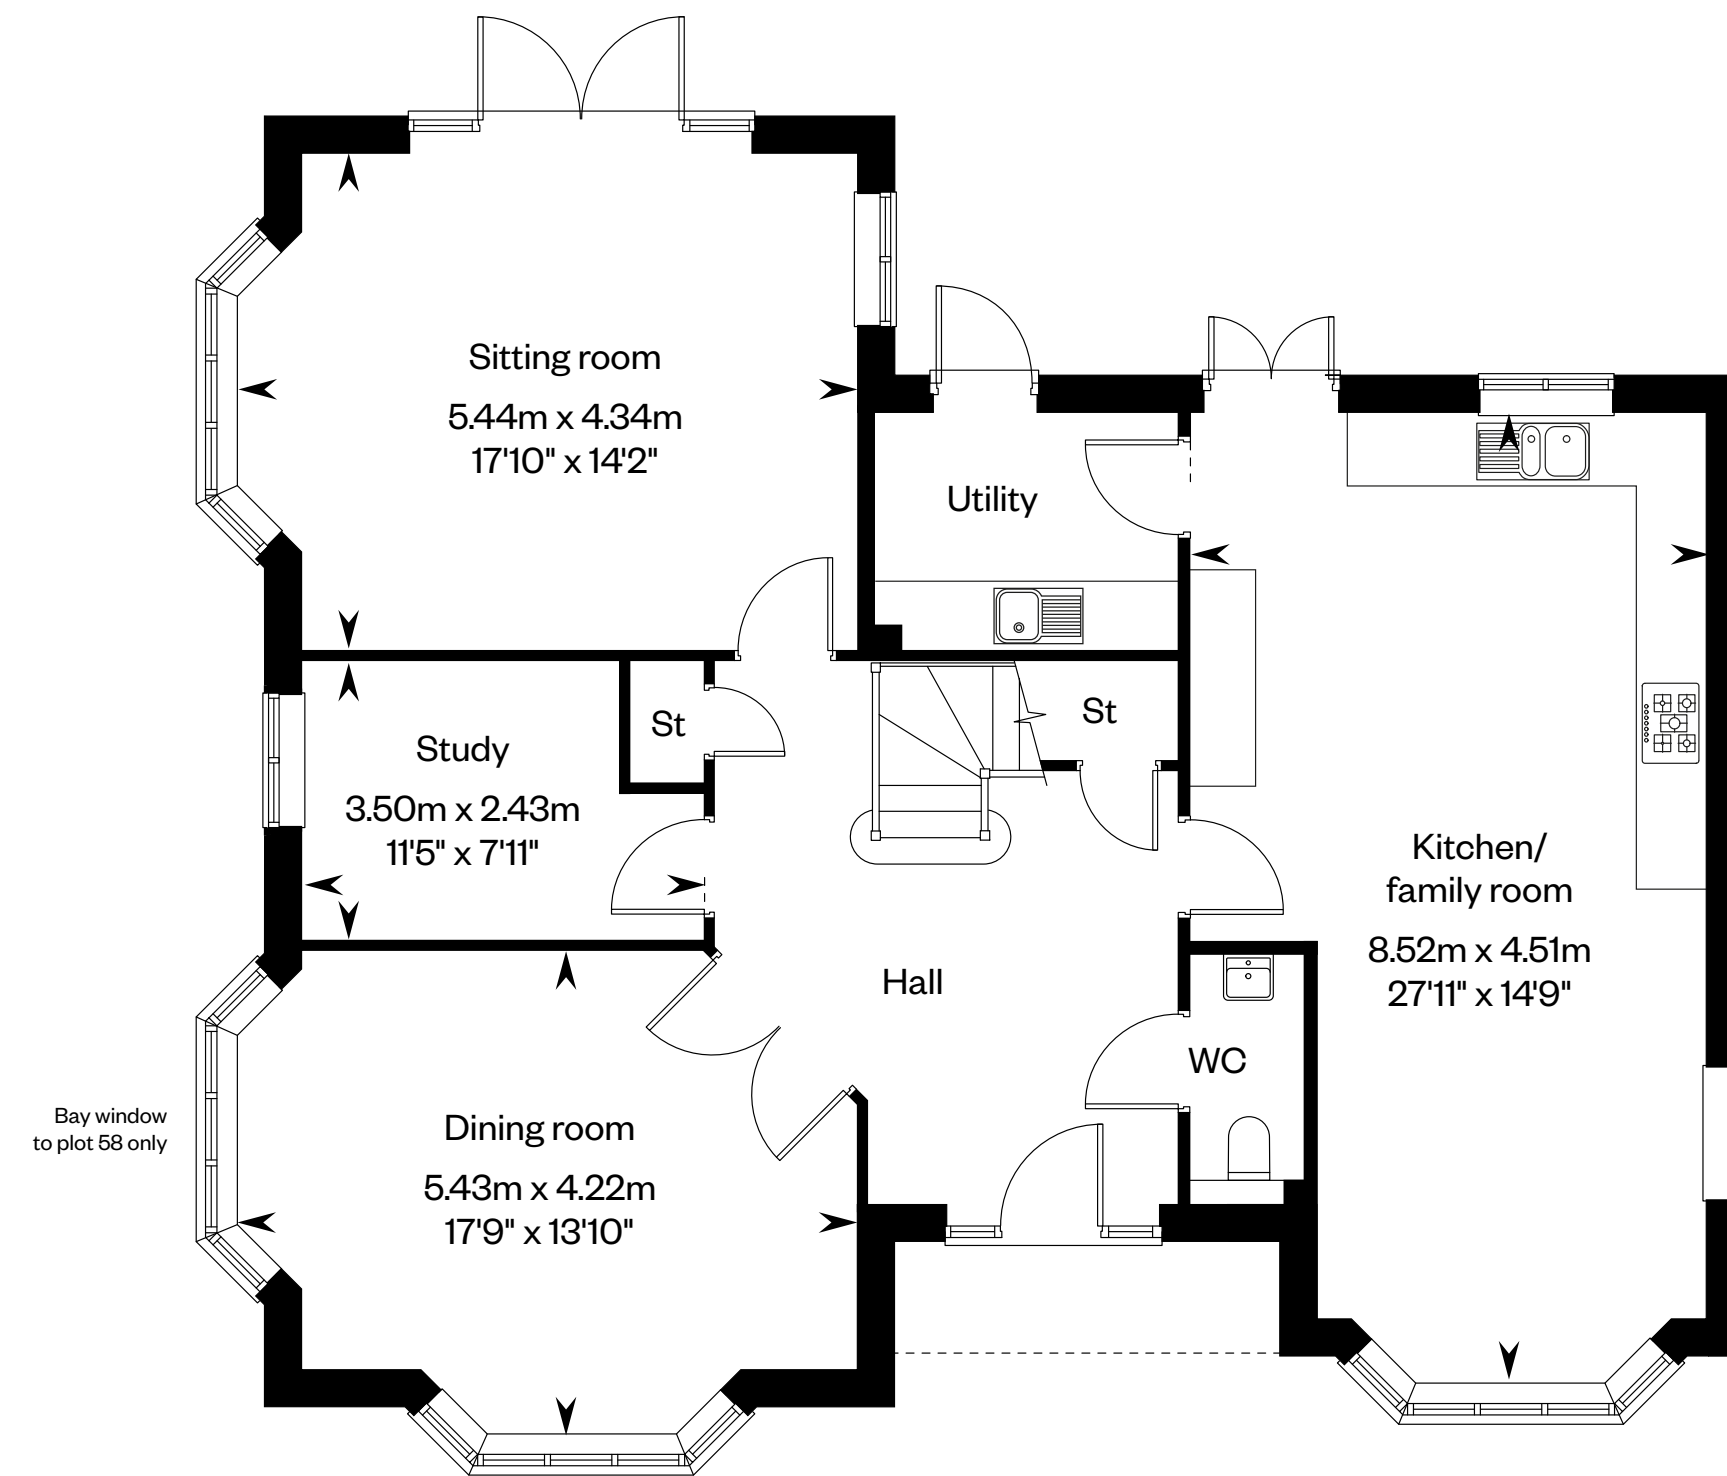 Sitting room
5.44m x 4.34m
17'10" x 14'2"
Utility
St
St
Study
3.50m x 2.43m
11'5" x 7'11"
Kitchen/
family room
8.52m x 4.51m
27'11" x 14'9"
Hall
WC
Bay window
to plot 58 only
Dining room
5.43m x 4.22m
17'9" x 13'10"